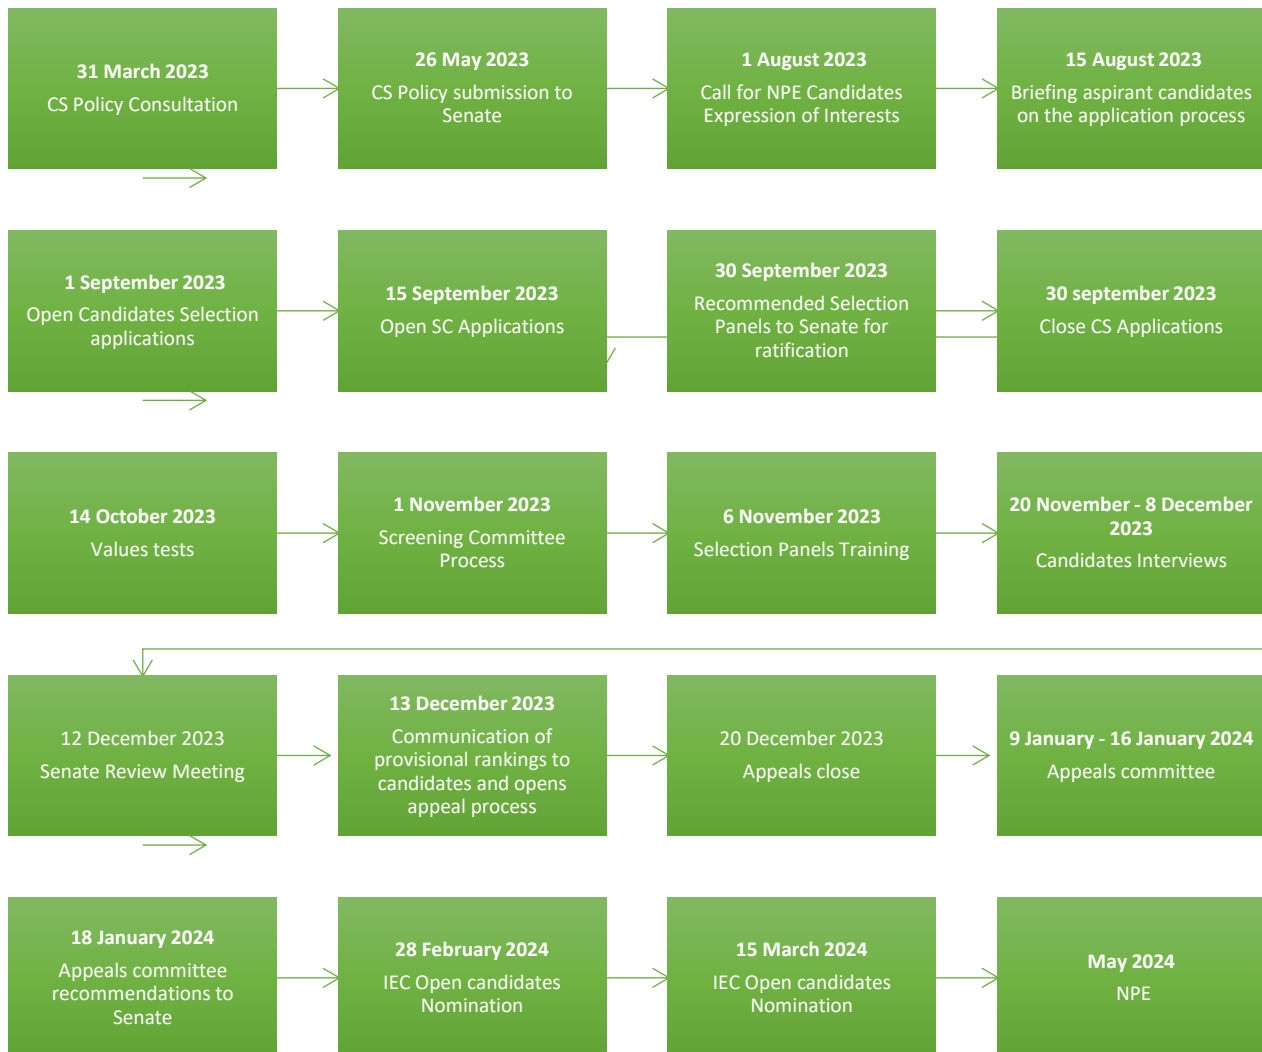 31 March 2023
CS Policy Consultation
26 May 2023
CS Policy submission to
Senate
1 August 2023
Call for NPE Candidates
Expression of Interests
15 August 2023
Briefing aspirant candidates
on the application process
1 September 2023
Open Candidates Selection
applications
15 September 2023
Open SC Applications
30 September 2023
Recommended Selection
Panels to Senate for
ratification
30 september 2023
Close CS Applications
14 October 2023
Values tests
1 November 2023
Screening Committee
Process
6 November 2023
Selection Panels Training
20 November - 8 December
2023
Candidates Interviews
12 December 2023
Senate Review Meeting
13 December 2023
Communication of
provisional rankings to
candidates and opens
appeal process
20 December 2023
Appeals close
9 January - 16 January 2024
Appeals committee
18 January 2024
Appeals committee
recommendations to
Senate
28 February 2024
IEC Open candidates
Nomination
15 March 2024
IEC Open candidates
Nomination
May 2024
NPE